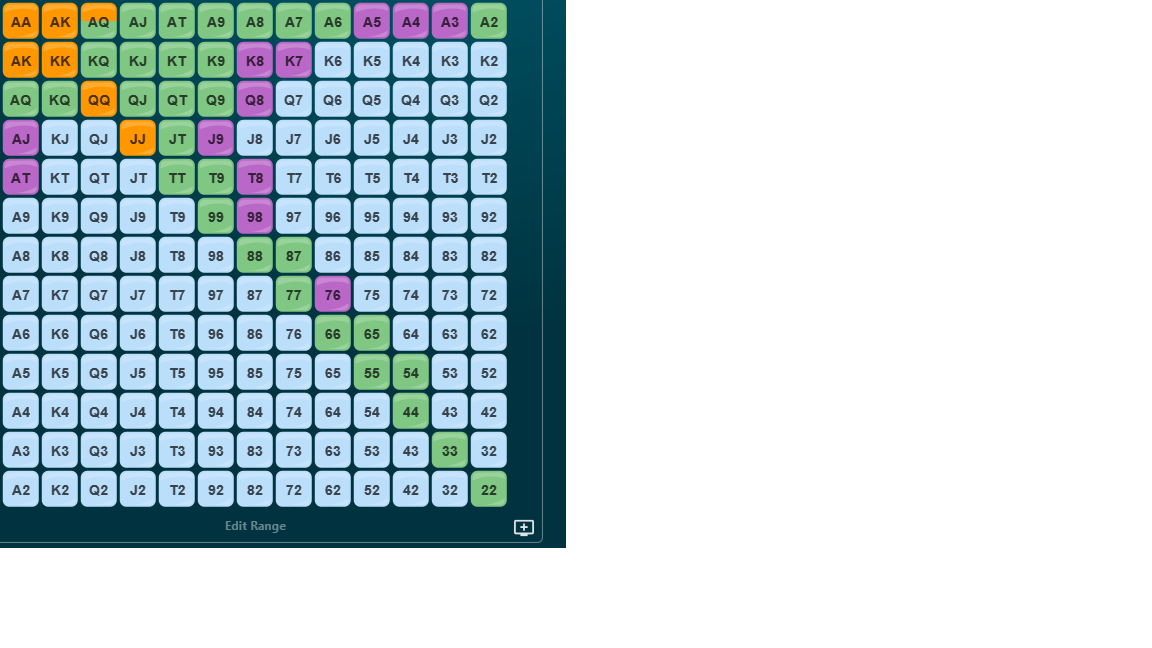 AA AK AQ AJ AT A9 A8 A7 A6 A5 A4 A3 A2
AK KK KQ KJ KT K9 K8 K7 K6 K5 K4 K3 K2
AQ KQ QQ QJ QT Q9 Q8 Q7 Q6 Q5 Q4 Q3 Q2
AJ KJ QJ JJ JT J9 J8 J7 J6 J5 J4 J3 J2
AT KT QT JT TT T9 T8 T7 T6 T5 T4 T3 T2
A9 K9 Q9 J9 T9 99 98 97 96 95 94 93 92
A8 K8 Q8 J8 T8 98 88 87 86 85 84 83 82
A7 K7 Q7 J7 T7 97 87 77 76 75 74 73 72
A6 K6 Q6 J6 T6 96 86 76 66 65 64 63 62
A5 K5 Q5 J5 T5 95 85 75 65 55 54 53 52
A4 K4 Q4 J4 T4 94 84 74 64 54 44 43 42
A3 K3 Q3 J3 T3 93 83 73 63 53 43 33 32
A2 K2 Q2 J2 T2 92 82 72 62 52 42 32 22
Edit Range